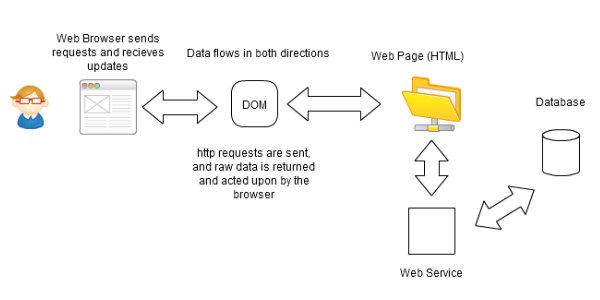 Web Browser sends
requests and recieves
updates
Data flows in both directions
Web Page (HTML)
Database
DOM
http requests are sent,
and raw data is returned
and acted upon by the
browser
Web Service